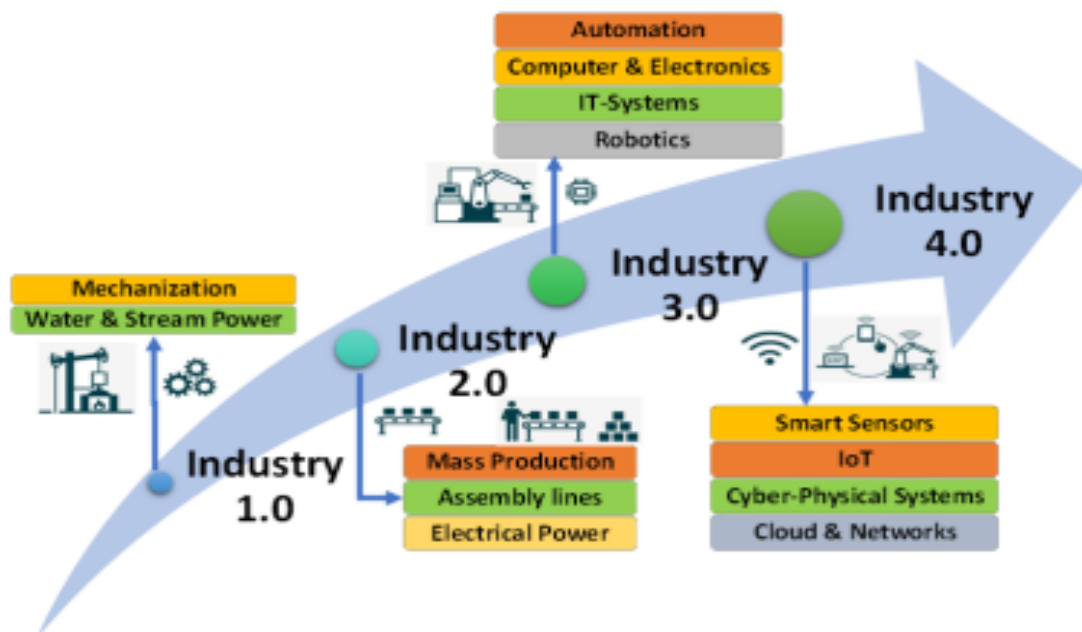 Automation
Computer & Electronics
IT-Systems
Robotics
Industry
4.0
Industry
3.0
Mechanization
Water & Stream Power
Industry
2.0
Smart Sensors
IoT
Cyber-Physical Systems
Cloud & Networks
Mass Production
Assembly lines
Electrical Power
Industry
1.0